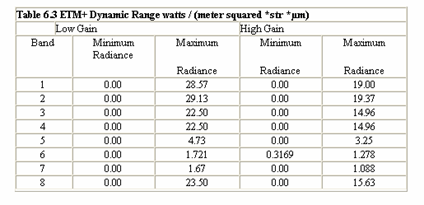 Table 6.3 ETM+ Dynamic Range watts / (meter squared *str *µm)
Low Gain High Gain
Band Minimum Radiance Maximum Radiance Minimum Radiance Maximum Radiance
1 0.00 28.57 0.00 19.00
2 0.00 29.13 0.00 19.37
3 0.00 22.50 0.00 14.96
4 0.00 22.50 0.00 14.96
5 0.00 4.73 0.00 3.25
6 0.00 1.721 0.3169 1.278
7 0.00 1.67 0.00 1.088
8 0.00 23.50 0.00 15.63